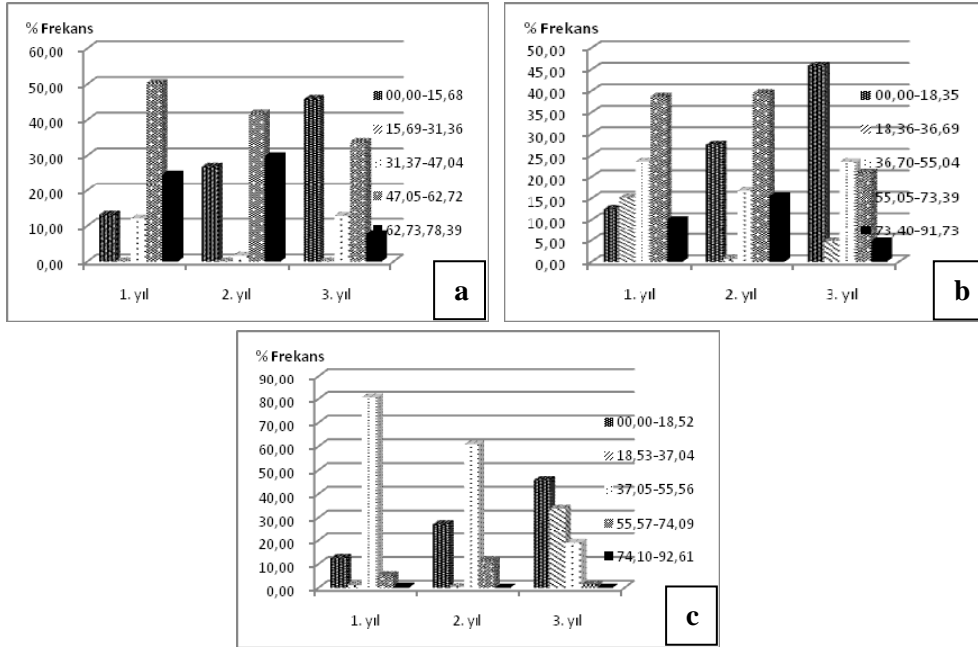 % Frekans
60,00
50,00
40,00
30,00
20,00
10,00
0,00
1. yıl
2. yıl
3. yıl
00,00-15,68
15,69-31,36
31,37-47,04
47,05-62,72
62,73,78,39
a
% Frekans
50,00
45,00
40,00
35,00
30,00
25,00
20,00
15,00
10,00
5,00
0,00
1. yıl
2. yıl
3. yıl
00,00-18,35
18,36-36,69
36,70-55,04
55,05-73,39
73,40-91,73
b
% Frekans
90,00
80,00
70,00
60,00
50,00
40,00
30,00
20,00
10,00
0,00
1. yıl
2. yıl
3. yıl
00,00-18,52
18,53-37,04
37,05-55,56
55,57-74,09
74,10-92,61
c